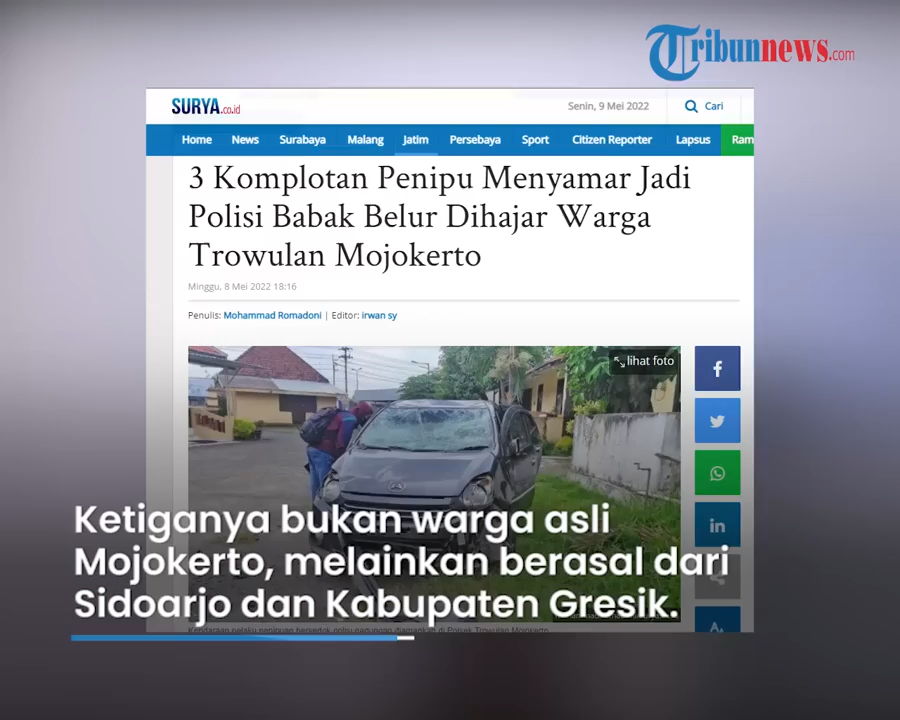 Tribunnews.com
SURYA.co.id
Senin, 9 Mei 2022
Cari
Home News Surabaya Malang Jatim Persebaya Sport Citizen Reporter Lapsus Ram
3 Komplotan Penipu Menyamar Jadi
Polisi Babak Belur Dihajar Warga
Trowulan Mojokerto
Minggu, 8 Mei 2022 18:16
Penulis: Mohammad Romadoni | Editor: irwan sy
lihat foto
Ketiganya bukan warga asli
Mojokerto, melainkan berasal dari
Sidoarjo dan Kabupaten Gresik.